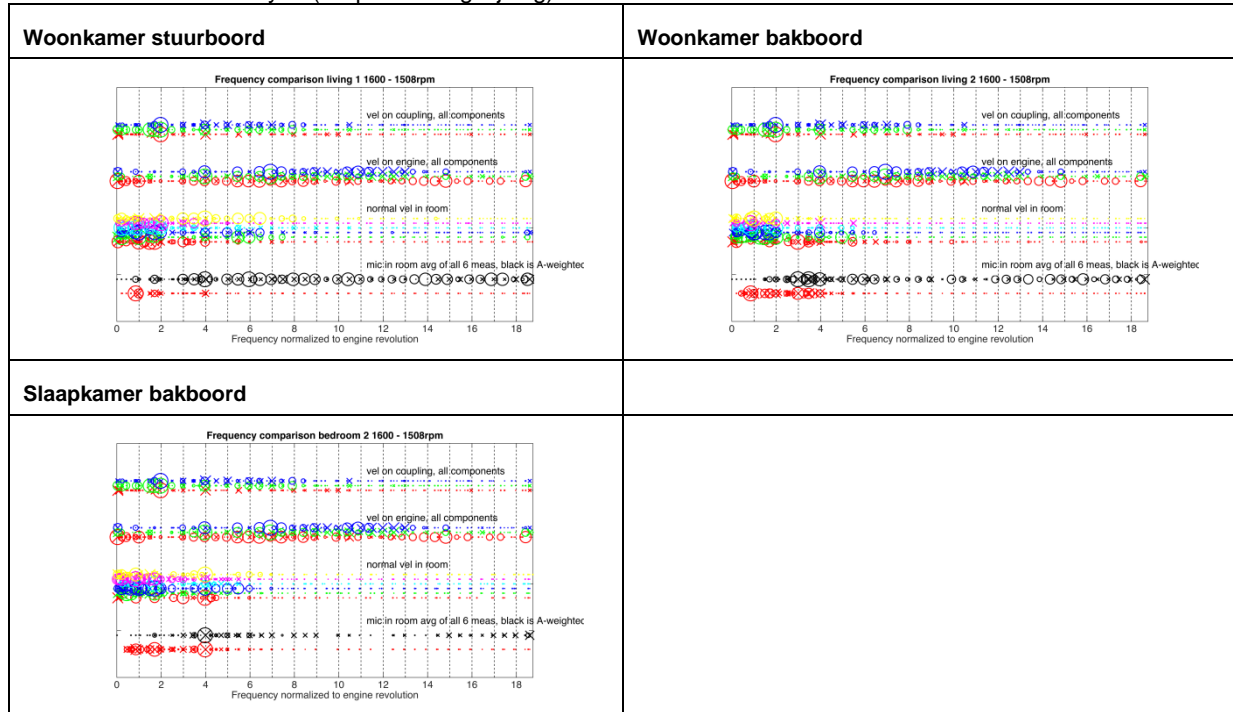 Woonkamer stuurboord
Woonkamer bakboord
Frequency comparison living 1 1600 - 1508rpm
vel on coupling, all components
vel on engine, all components
normal vel in room
mic in room avg of all 6 meas, black is A-weighted
0 2 4 6 8 10 12 14 16 18
Frequency normalized to engine revolution
Frequency comparison living 2 1600 - 1508rpm
vel on coupling, all components
vel on engine, all components
normal vel in room
mic in room avg of all 6 meas, black is A-weighted
0 2 4 6 8 10 12 14 16 18
Frequency normalized to engine revolution
Slaapkamer bakboord
Frequency comparison bedroom 2 1600 - 1508rpm
vel on coupling, all components
vel on engine, all components
normal vel in room
mic in room avg of all 6 meas, black is A-weighted
0 2 4 6 8 10 12 14 16 18
Frequency normalized to engine revolution